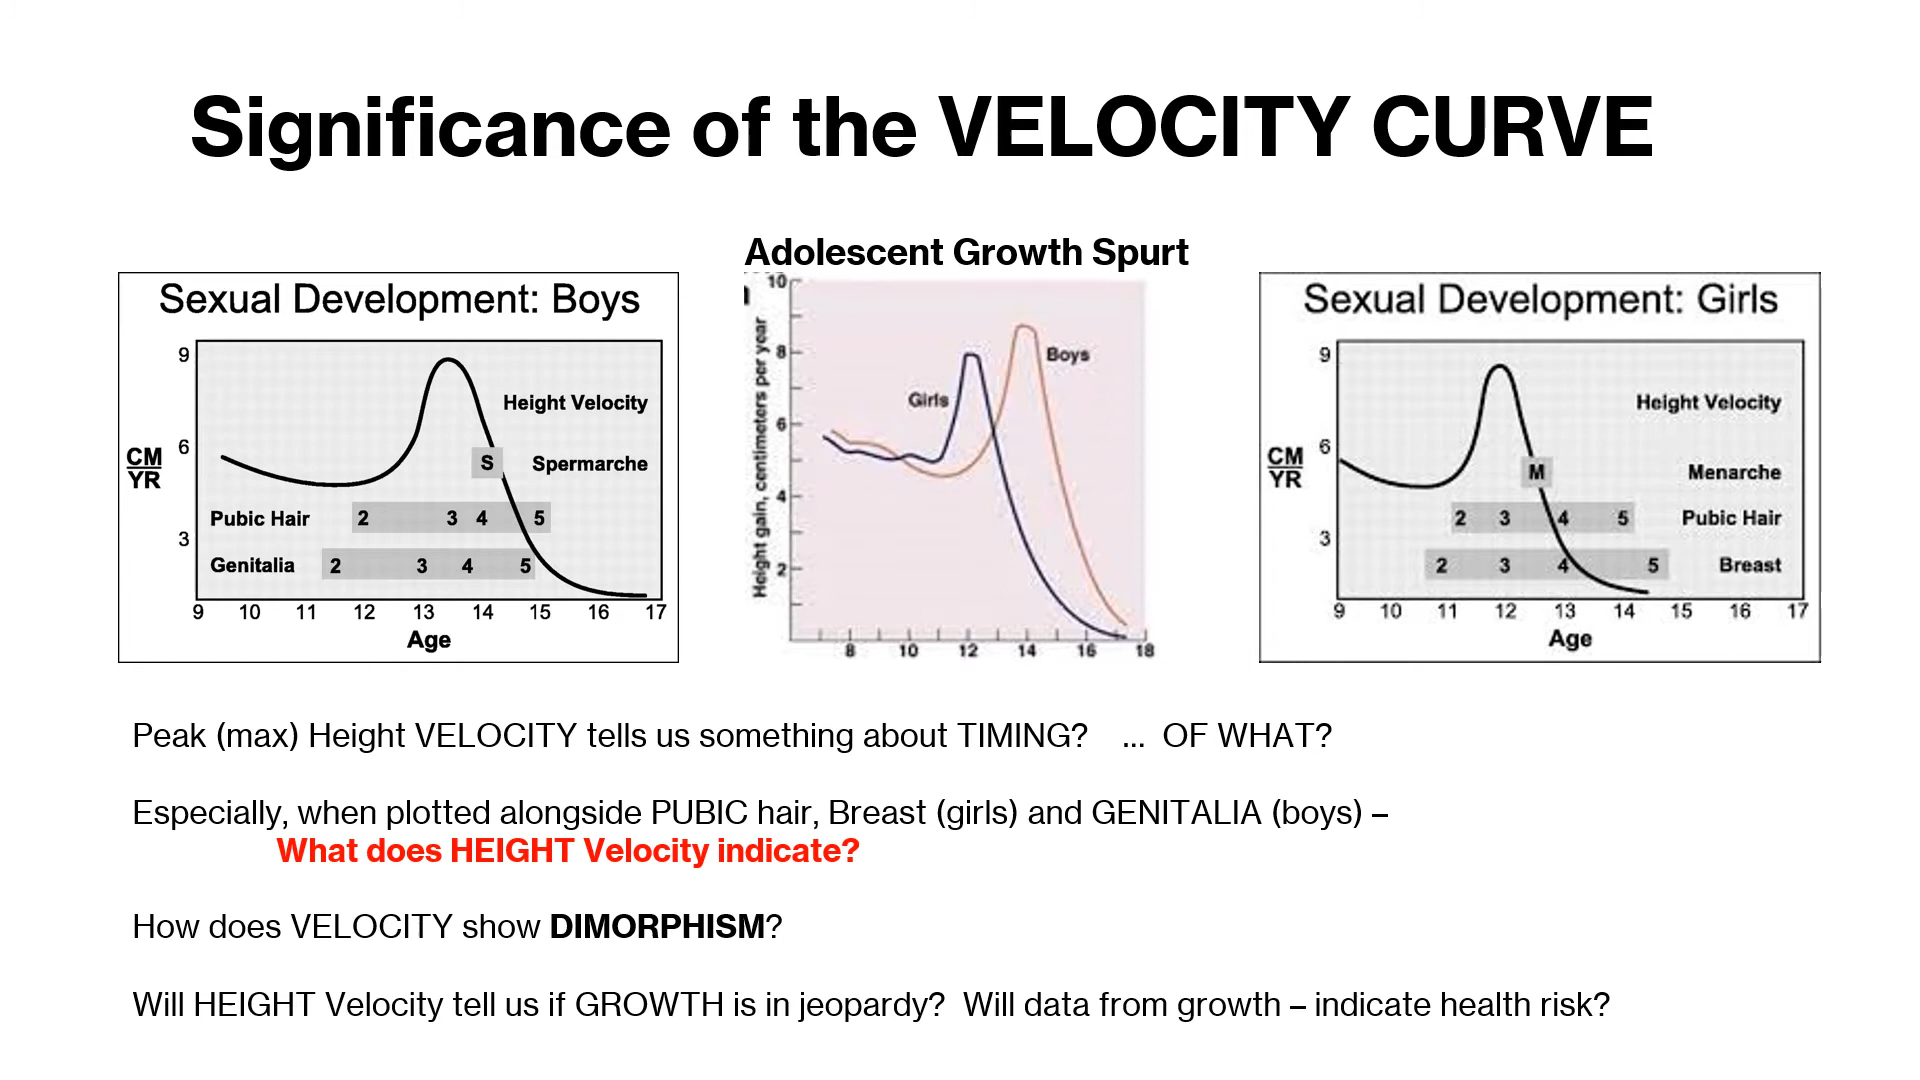 Significance of the VELOCITY CURVE
Sexual Development: Boys
9
6
3
CM
YR
Height Velocity
S
Spermarche
Pubic Hair 2 3 4 5
Genitalia 2 3 4 5
9 10 11 12 13 14 15 16 17
Age
Adolescent Growth Spurt
10
8
6
4
2
Height gain, centimeters per year
Girls
Boys
8 10 12 14 16 18
Sexual Development: Girls
9
6
3
CM
YR
Height Velocity
M
Menarche
2 3 4 5 Pubic Hair
2 3 4 5 Breast
9 10 11 12 13 14 15 16 17
Age
Peak (max) Height VELOCITY tells us something about TIMING? ... OF WHAT?
Especially, when plotted alongside PUBIC hair, Breast (girls) and GENITALIA (boys) –
What does HEIGHT Velocity indicate?
How does VELOCITY show DIMORPHISM?
Will HEIGHT Velocity tell us if GROWTH is in jeopardy? Will data from growth – indicate health risk?